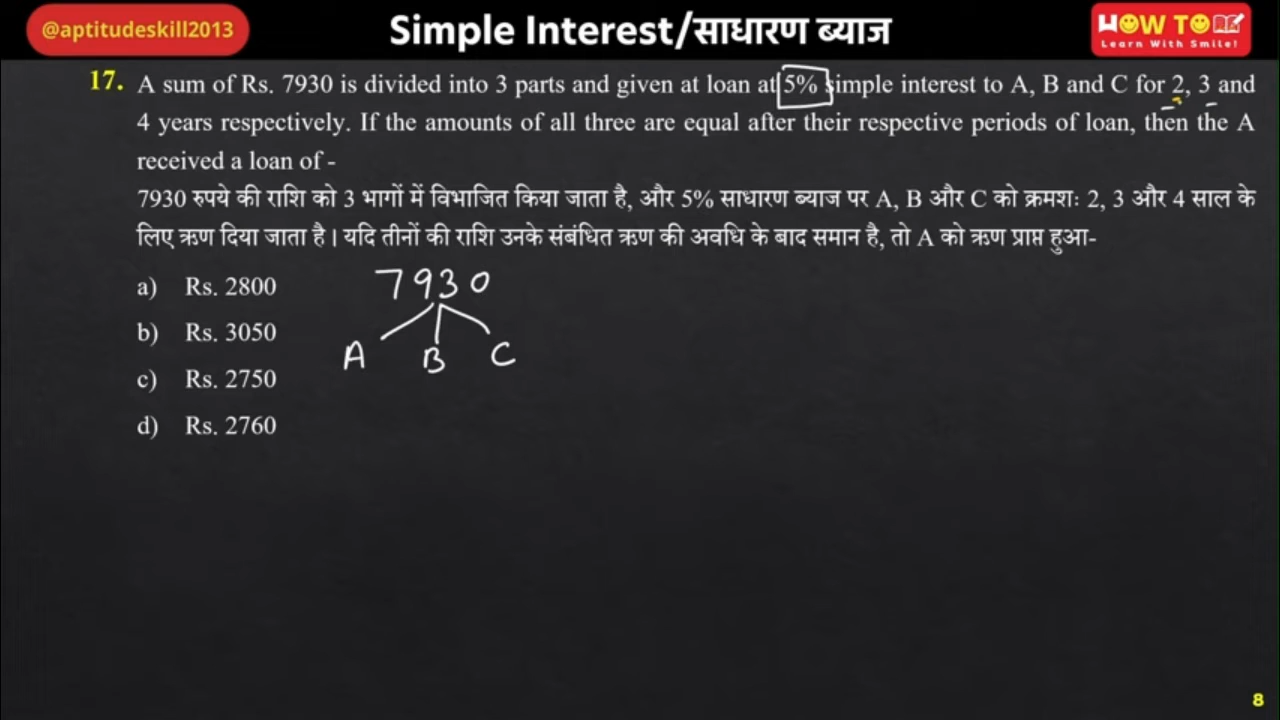 @aptitudeskill2013
Simple Interest/साधारण ब्याज
HOW TO
Learn With Smile!
17. A sum of Rs. 7930 is divided into 3 parts and given at loan at 5% simple interest to A, B and C for 2, 3 and
4 years respectively. If the amounts of all three are equal after their respective periods of loan, then the A
received a loan of -
7930 रुपये की राशि को 3 भागों में विभाजित किया जाता है, और 5% साधारण ब्याज पर A, B और C को क्रमशः 2, 3 और 4 साल के
लिए ऋण दिया जाता है। यदि तीनों की राशि उनके संबंधित ऋण की अवधि के बाद समान है, तो A को ऋण प्राप्त हुआ-
a) Rs. 2800
b) Rs. 3050
c) Rs. 2750
d) Rs. 2760
7930
A B C
8